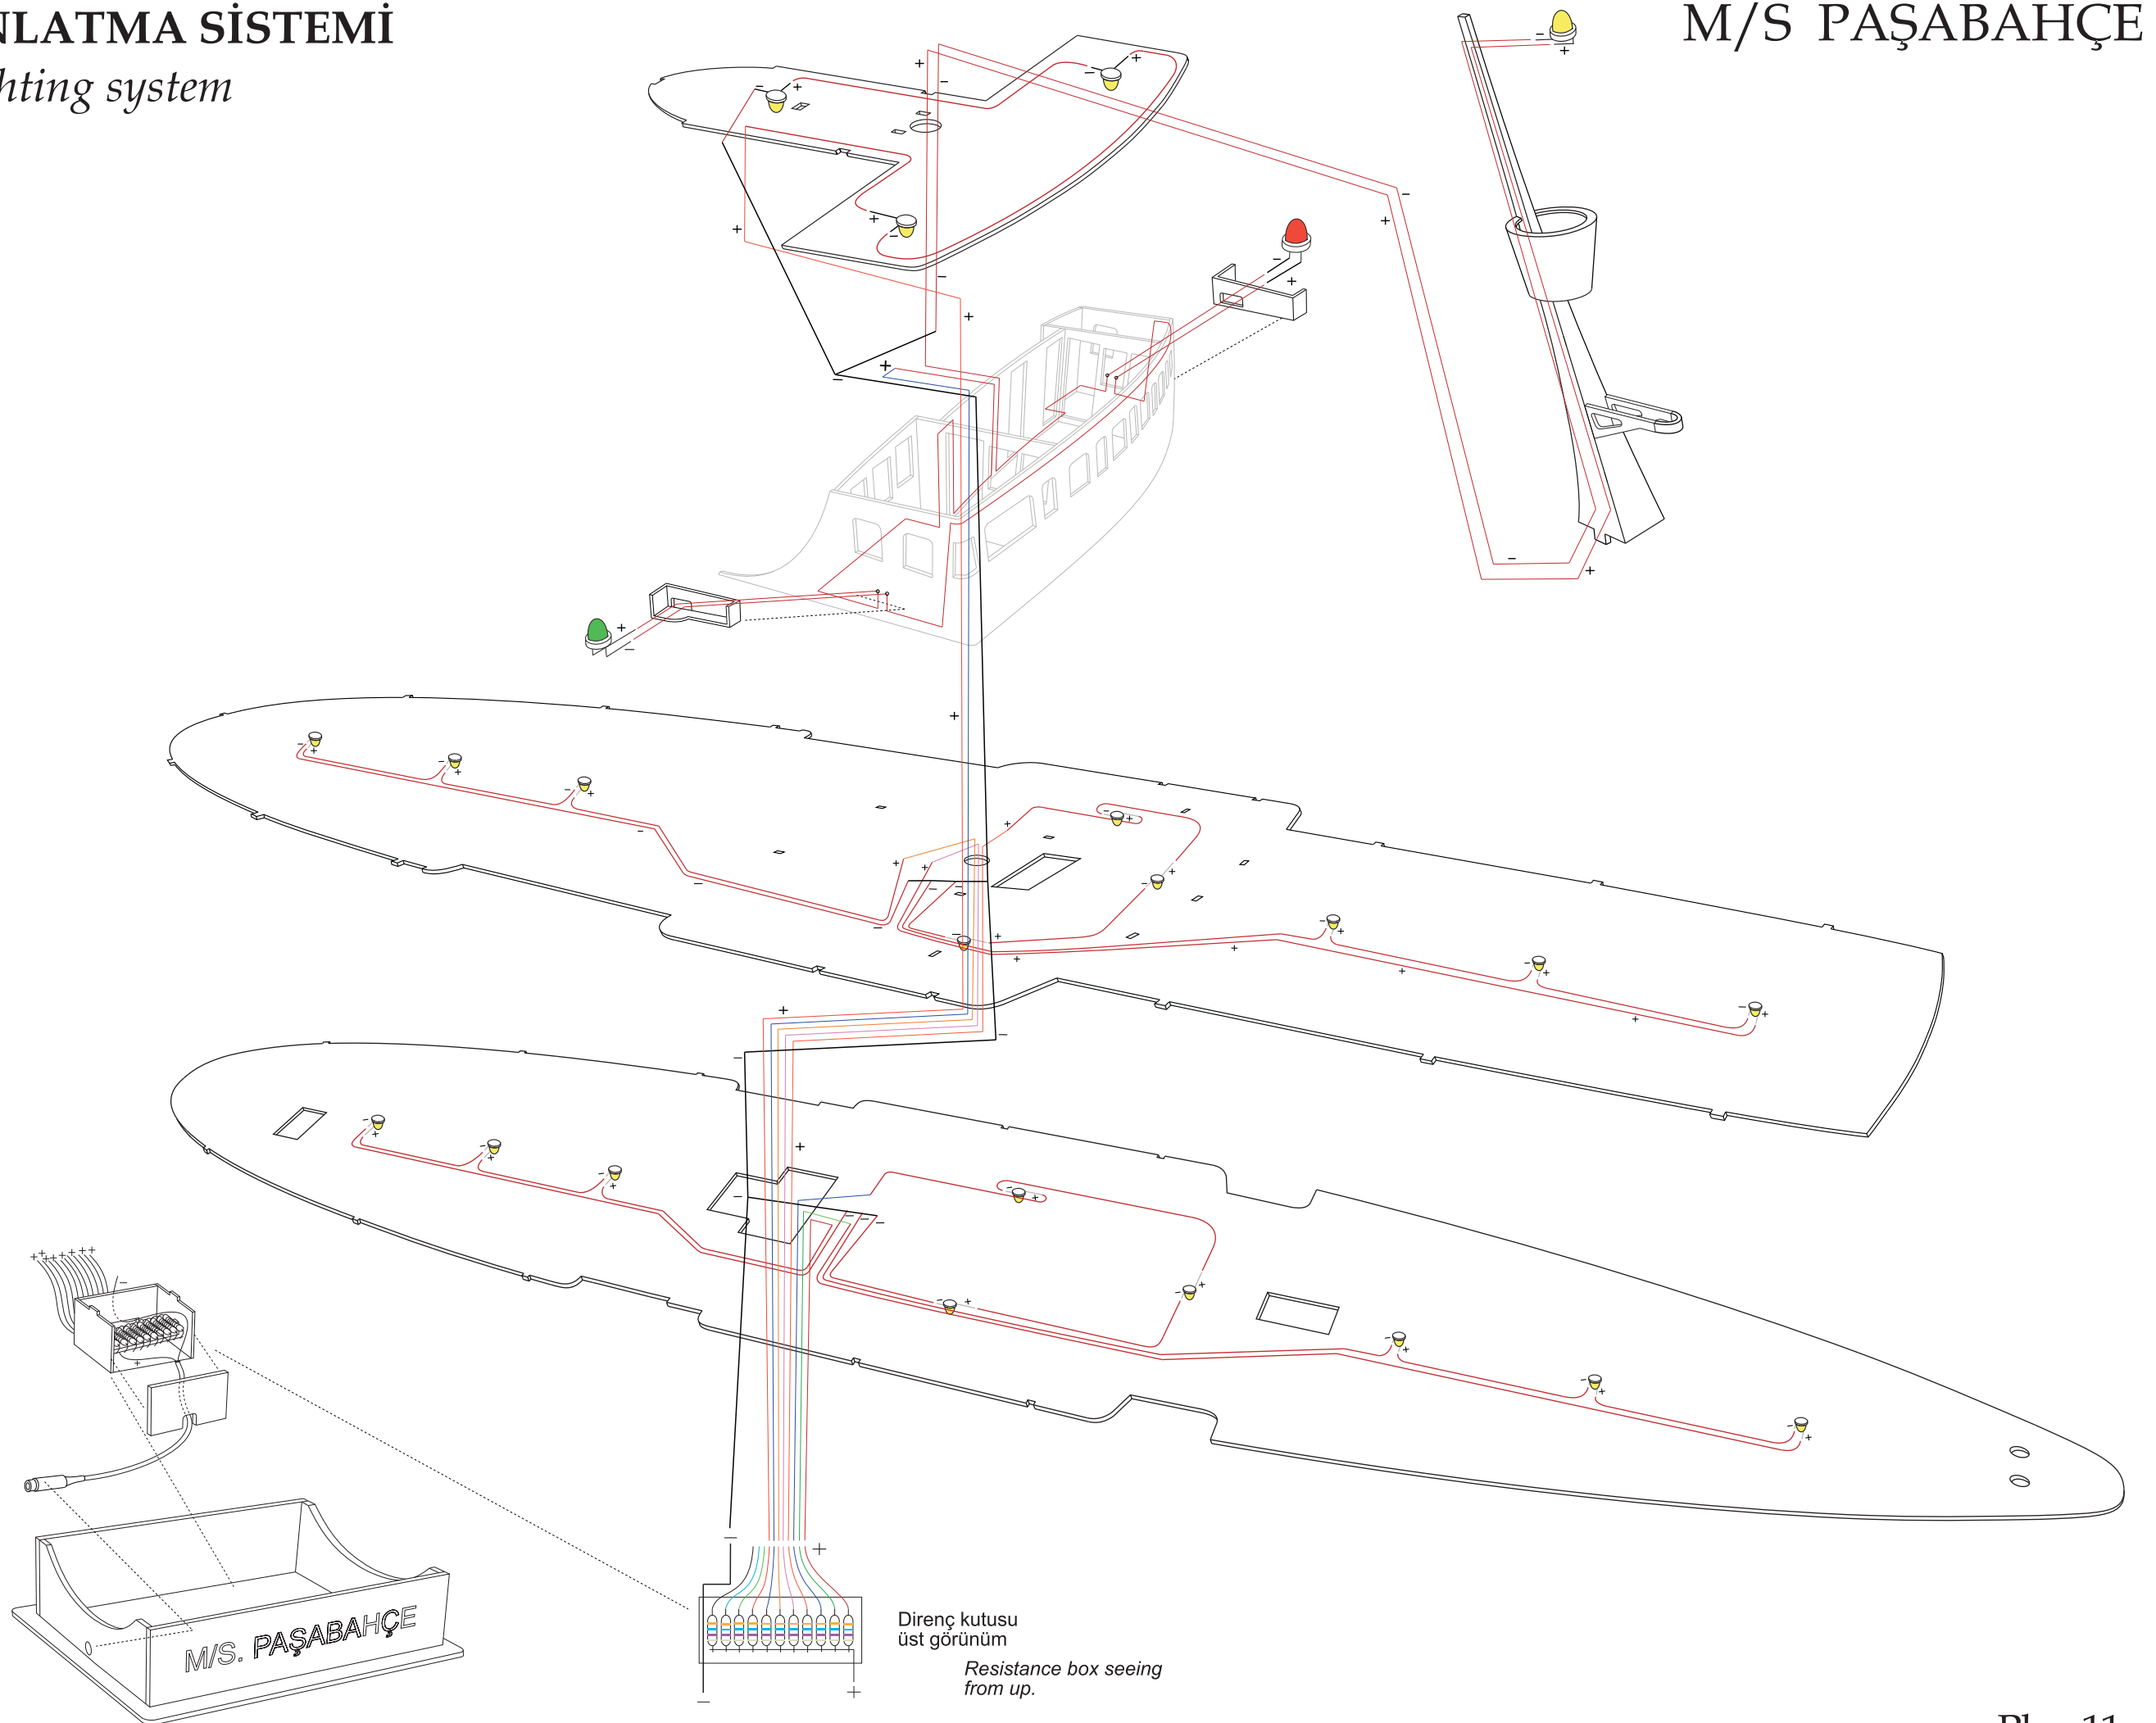 NLATMA SİSTEMİ
hting system
M/S PAŞABAHÇE
M/S. PAŞABAHÇE
Direnç kutusu
üst görünüm
Resistance box seeing
from up.